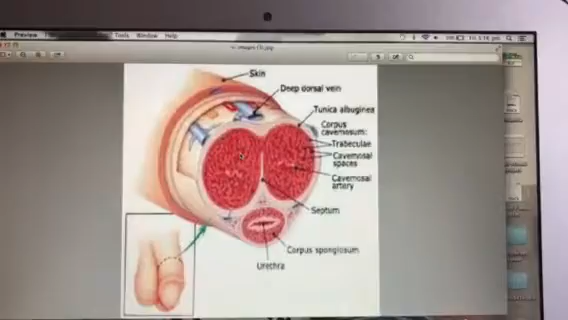 Preview
Tools Window Help
Skin
Deep dorsal vein
Tunica albuginea
Corpus
cavernosum:
Trabeculae
Cavernosal
spaces
Cavernosal
artery
Septum
Corpus spongiosum
Urethra